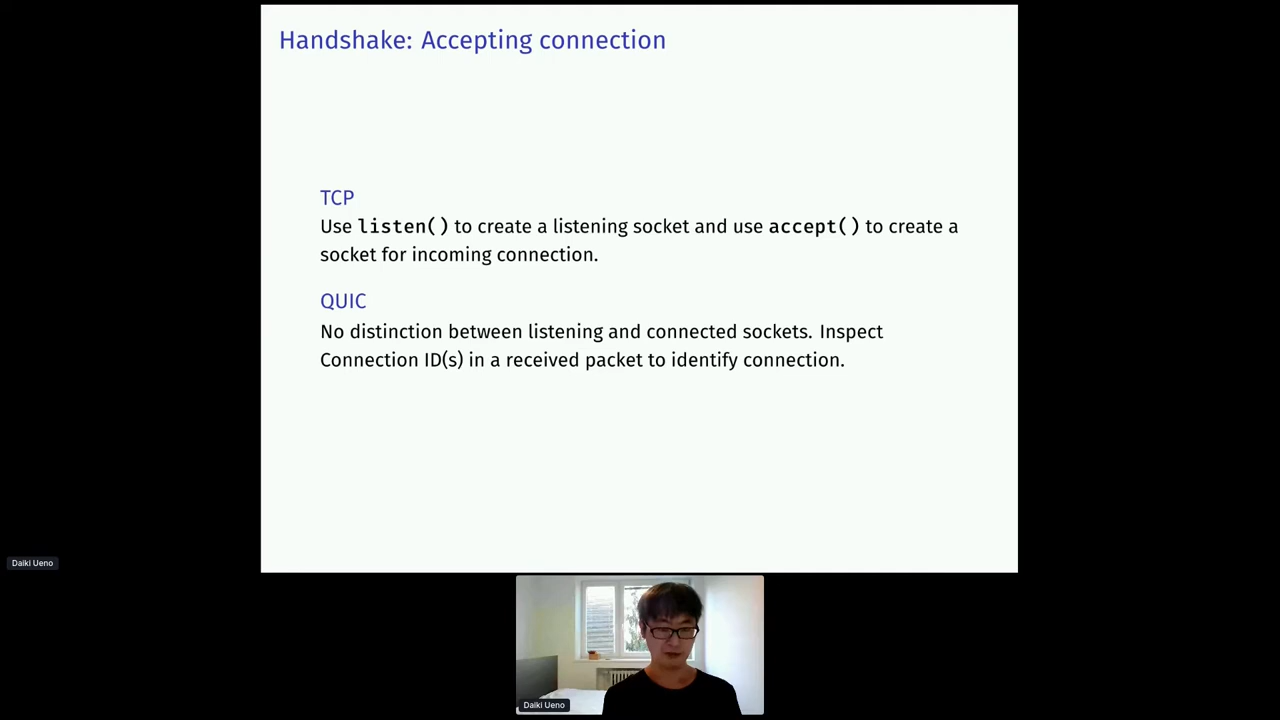 Handshake: Accepting connection
TCP
Use listen() to create a listening socket and use accept() to create a
socket for incoming connection.
QUIC
No distinction between listening and connected sockets. Inspect
Connection ID(s) in a received packet to identify connection.
Daiki Ueno
Daiki Ueno